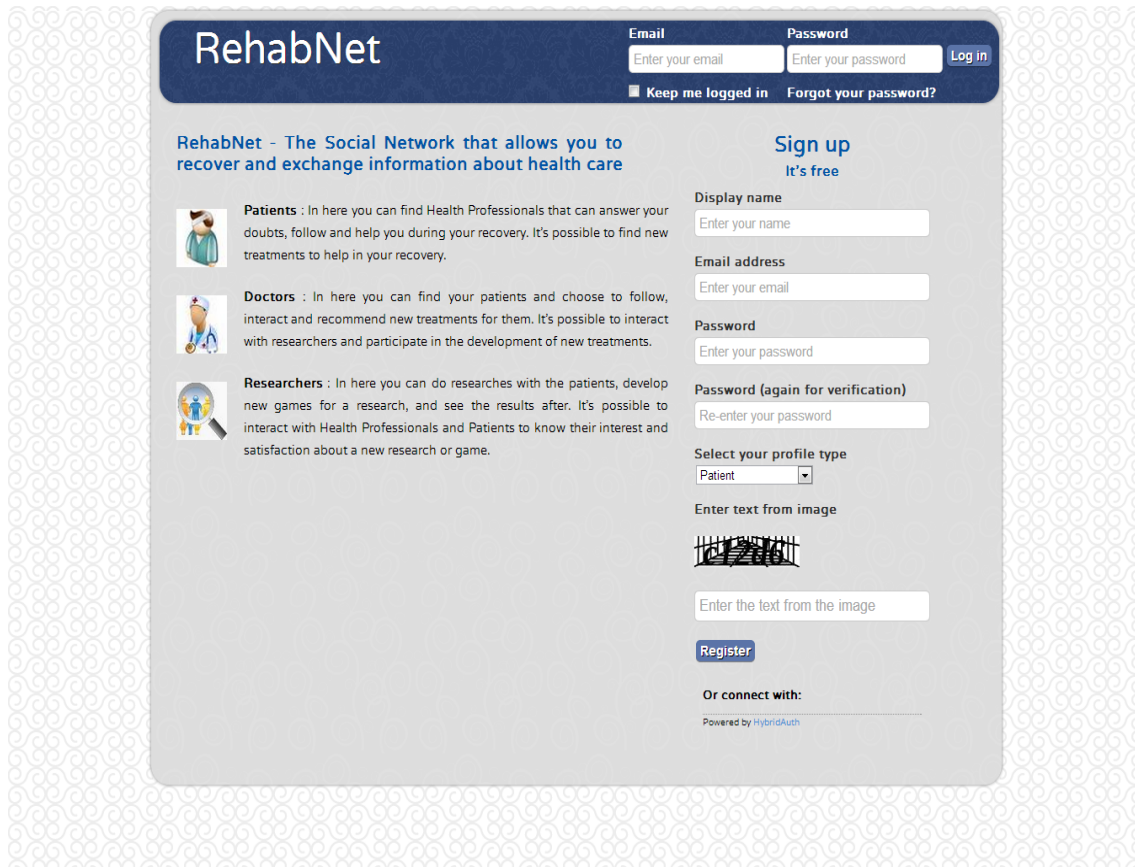 RehabNet
Email
Password
Enter your email
Enter your password
Log in
Keep me logged in
Forgot your password?
RehabNet - The Social Network that allows you to
recover and exchange information about health care
Patients : In here you can find Health Professionals that can answer your
doubts, follow and help you during your recovery. It's possible to find new
treatments to help in your recovery.
Doctors : In here you can find your patients and choose to follow,
interact and recommend new treatments for them. It's possible to interact
with researchers and participate in the development of new treatments.
Researchers : In here you can do researches with the patients, develop
new games for a research, and see the results after. It's possible to
interact with Health Professionals and Patients to know their interest and
satisfaction about a new research or game.
Sign up
It's free
Display name
Enter your name
Email address
Enter your email
Password
Enter your password
Password (again for verification)
Re-enter your password
Select your profile type
Patient
Enter text from image
c17d6
Enter the text from the image
Register
Or connect with:
Powered by HybridAuth